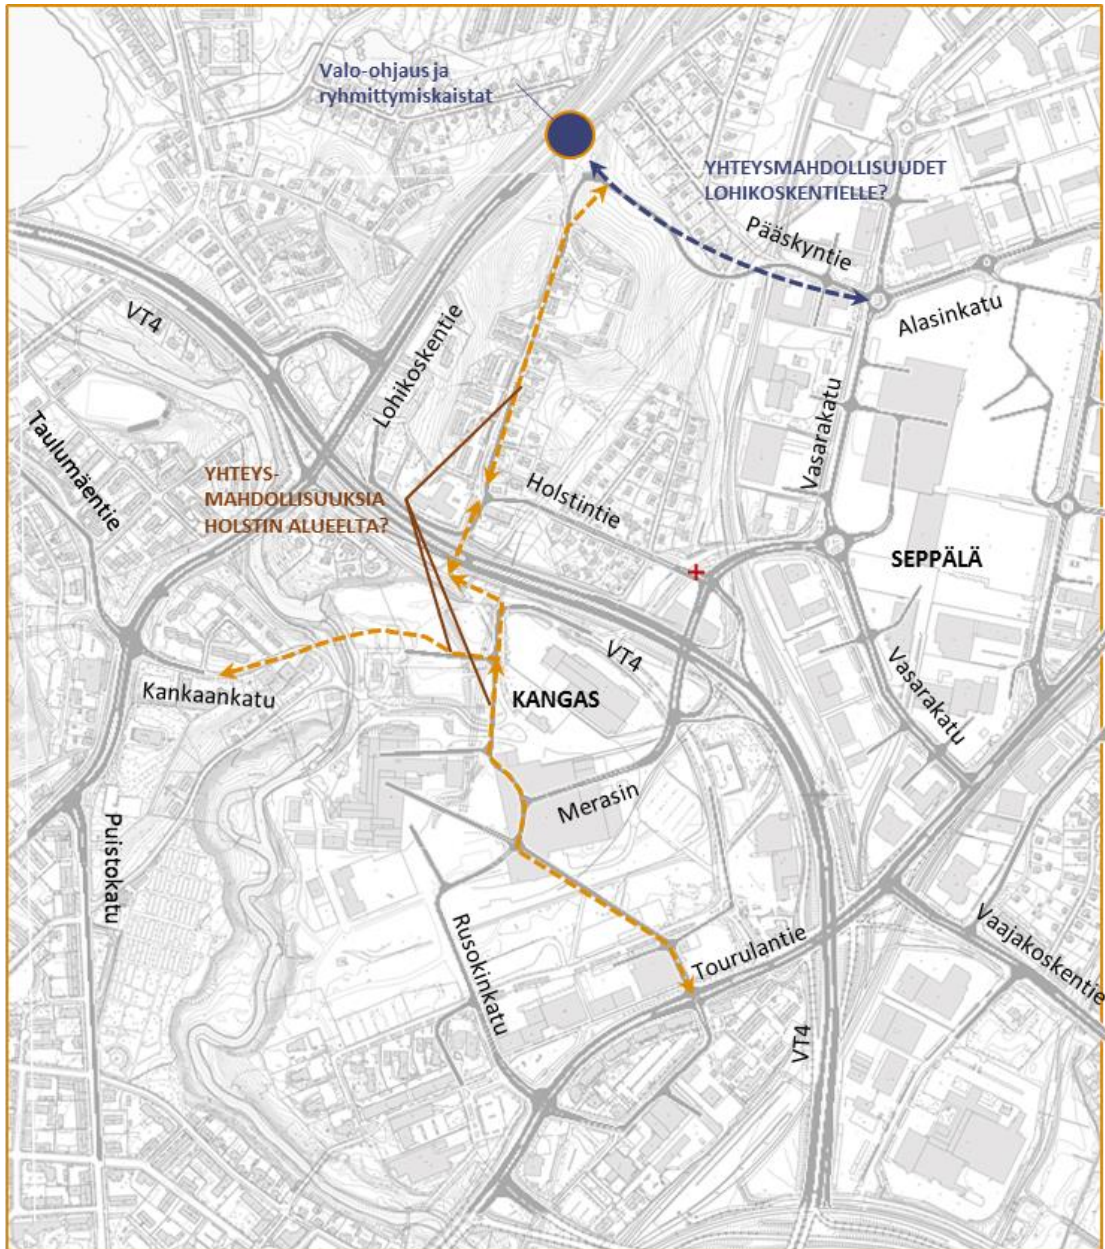 Valo-ohjaus ja
ryhmittymiskaistat
YHTEYSMAHDOLLISUUDET
LOHIKOSKENTIELLE?
Pääskyntie
Alasinkatu
VT4
Lohikoskentie
Vasarakatu
Taulumäentie
YHTEYS-
MAHDOLLISUUKSIA
HOLSTIN ALUEELTA?
Holstintie
SEPPÄLÄ
VT4
Kankaankatu
KANGAS
Vasarakatu
Merasin
Puistokatu
Rusokinkatu
Tourulantie
Vaajakoskentie
VT4